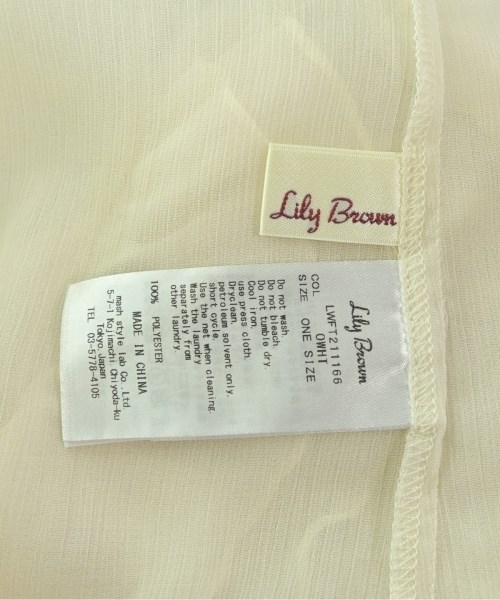 Lily Brown
Lily Brown
LWFT211166
COL OWHT
SIZE ONE SIZE
Do not wash.
Do not bleach.
Do not tumble dry.
Cool iron.
use press cloth.
Dryclean,
petroleum solvent only.
short cycle.
Use the net when cleaning.
Wash the laundry
separately from
other laundry.
100% POLYESTER
MADE IN CHINA
mash style lab Co.,Ltd
5-7-1 Kojimachi Chiyoda-ku
Tokyo,Japan
TEL 03-5778-4105